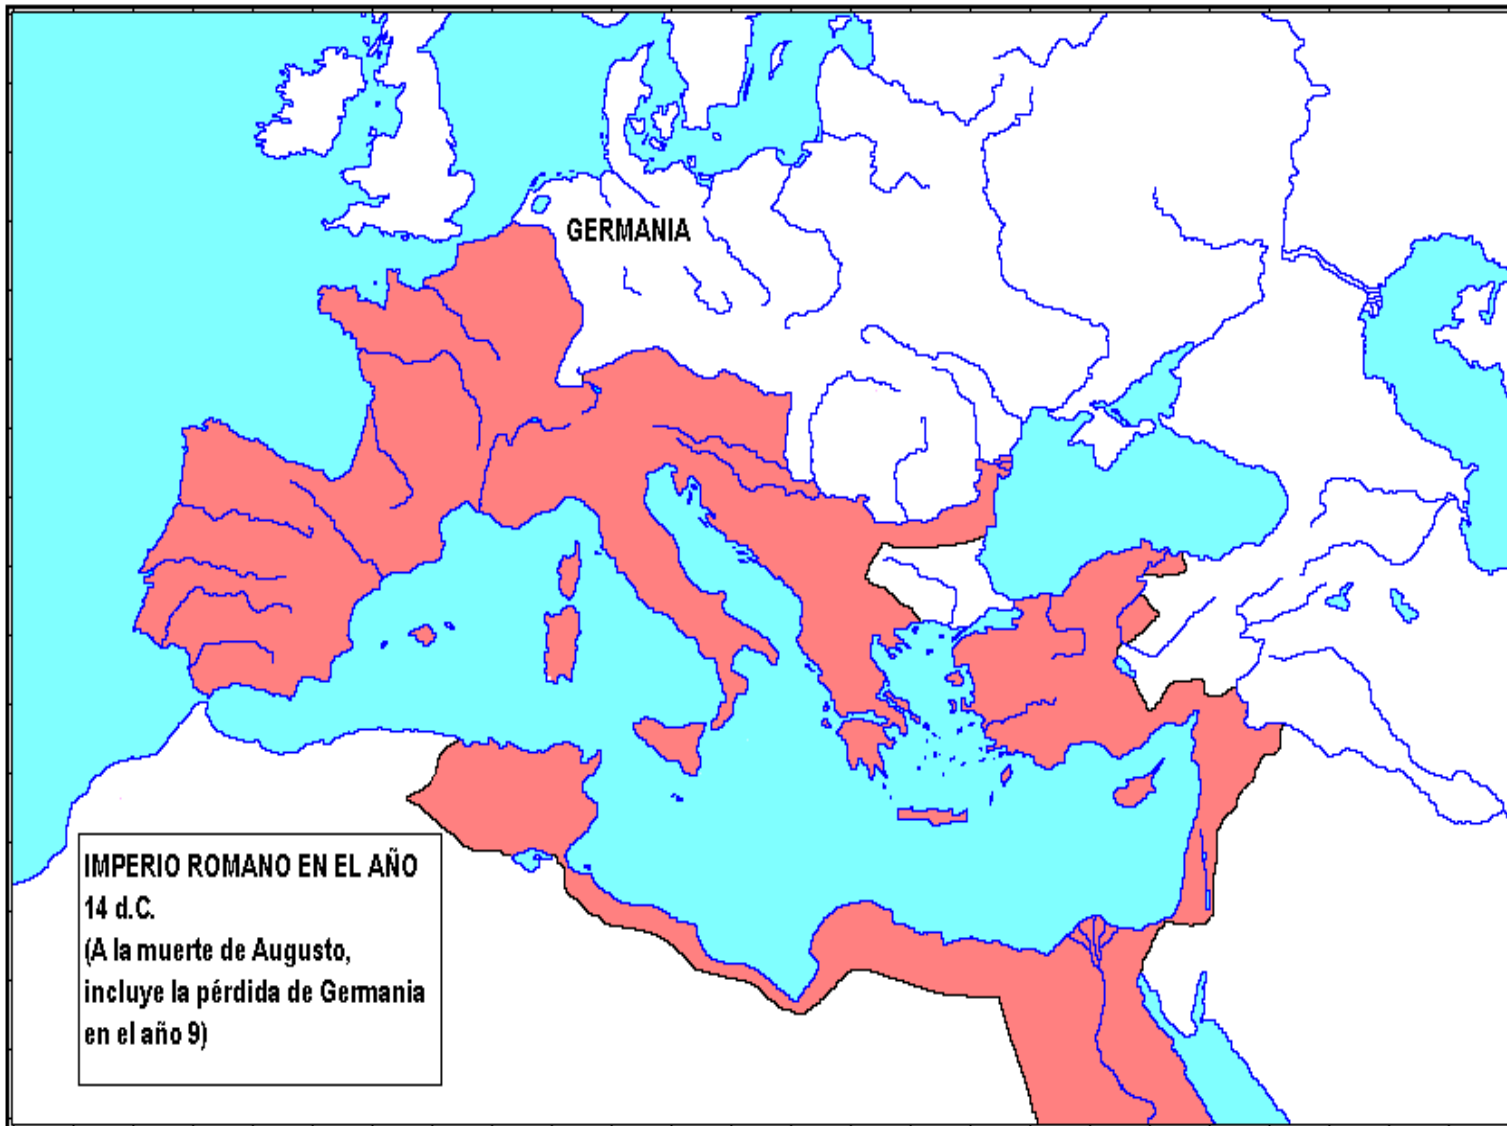 GERMANIA
IMPERIO ROMANO EN EL AÑO
14 d.C.
(A la muerte de Augusto,
incluye la pérdida de Germania
en el año 9)